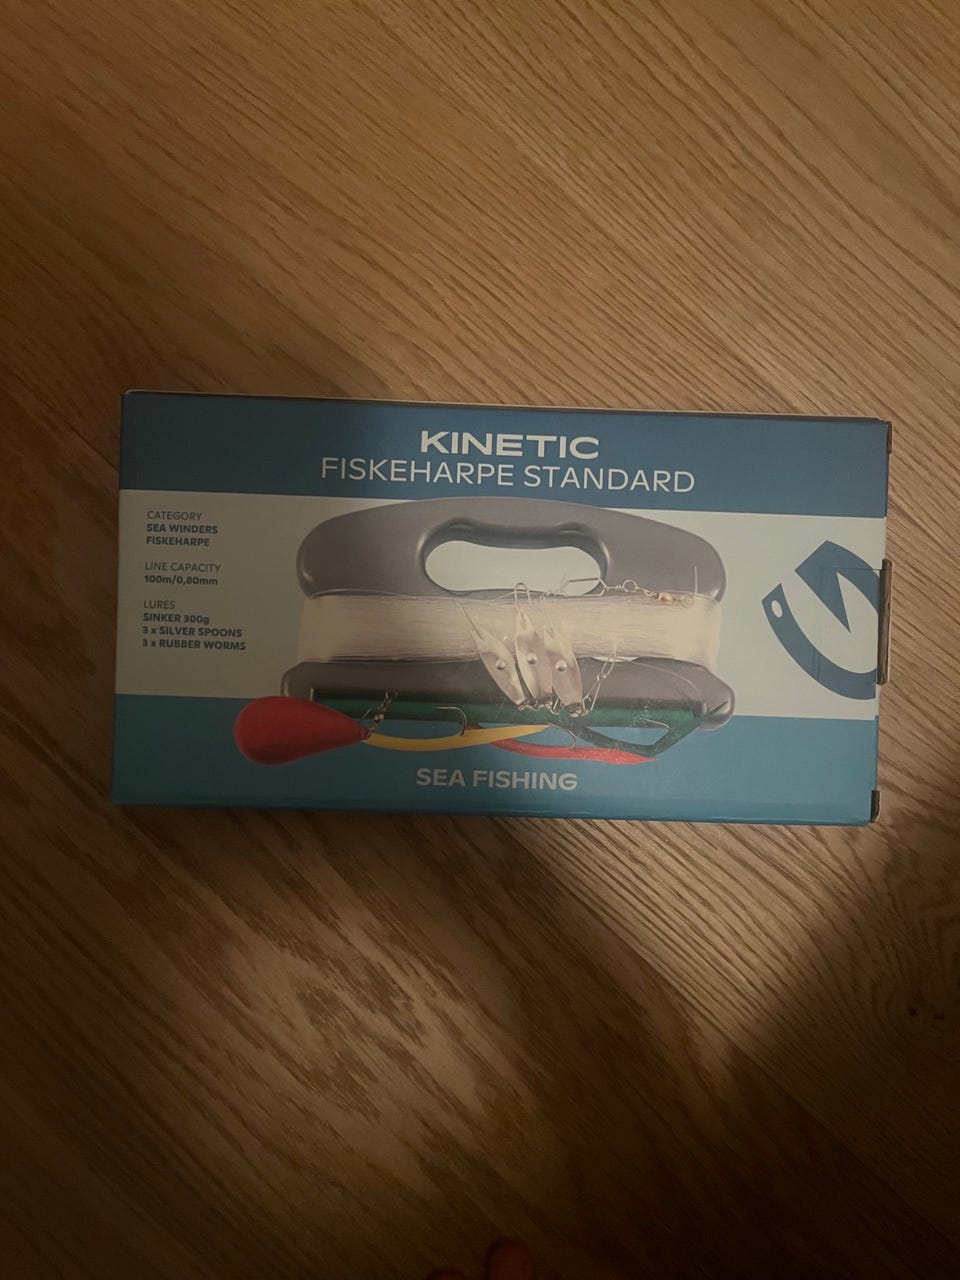 KINETIC
FISKEHARPE STANDARD
CATEGORY
SEA WINDERS
FISKEHARPE
LINE CAPACITY
100m/0,80mm
LURES
SINKER 300g
3 x SILVER SPOONS
3 x RUBBER WORMS
SEA FISHING